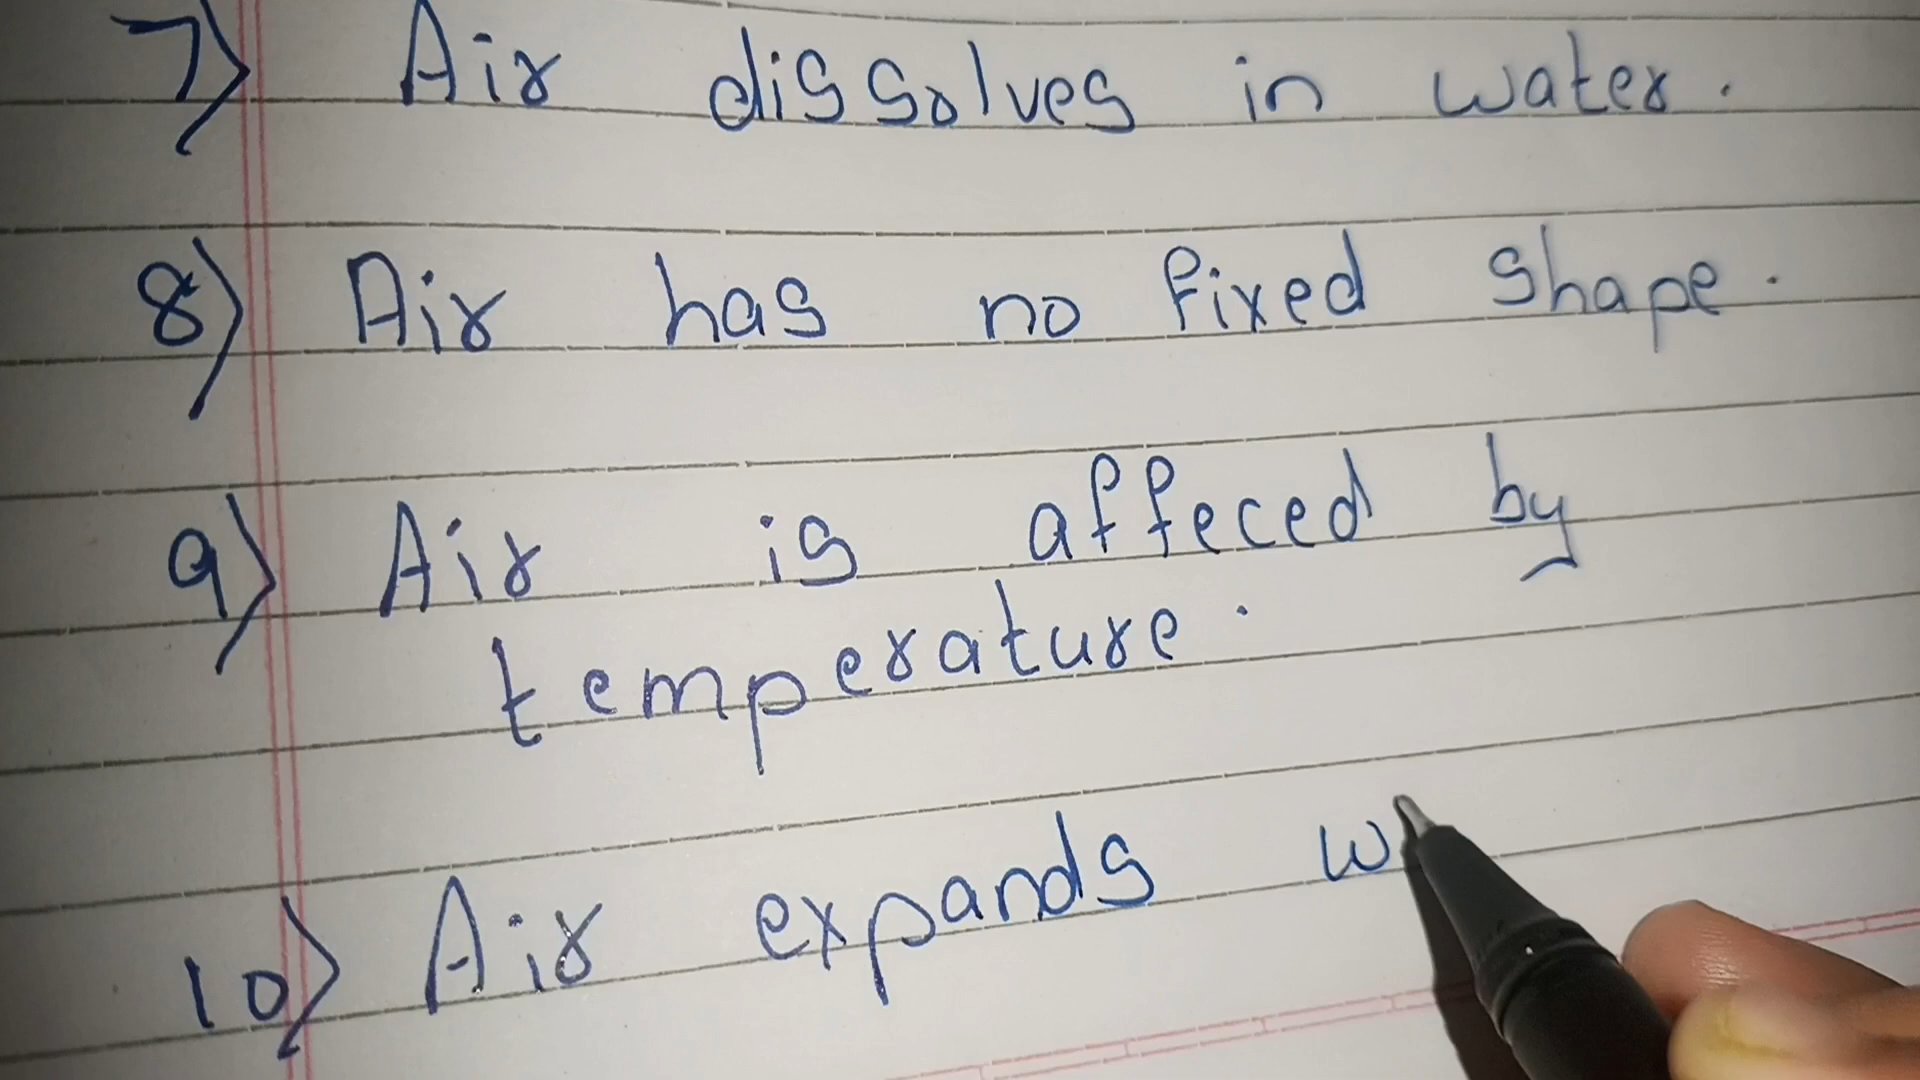 7) Air dissolves in water.
8) Air has no fixed shape.
9) Air is affeced by
temperature.
10) Air expands w